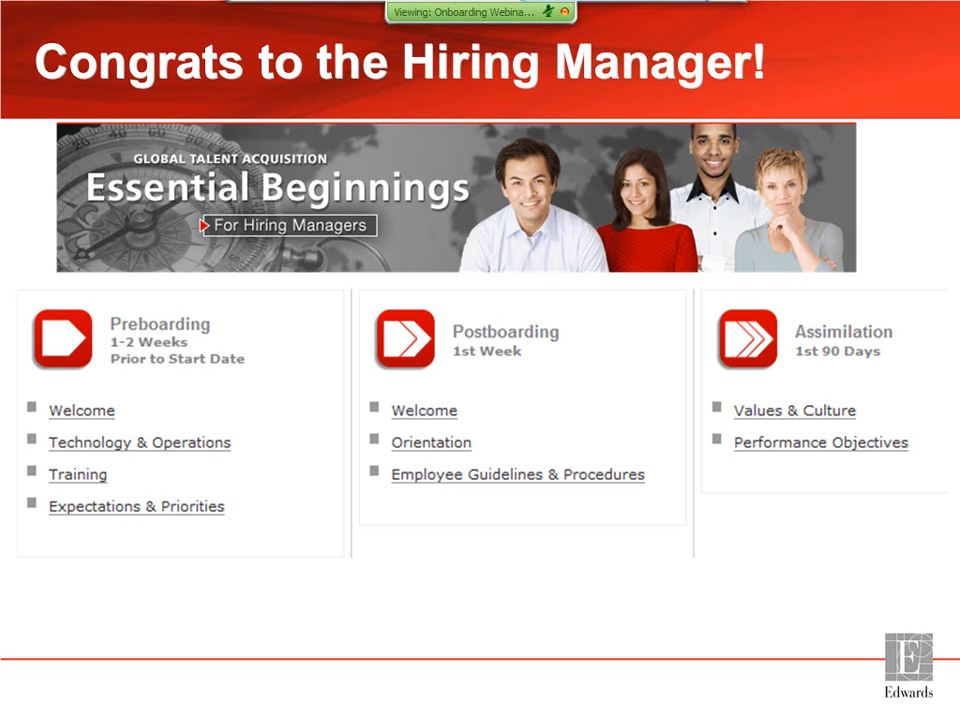 Viewing: Onboarding Webina...
Congrats to the Hiring Manager!
GLOBAL TALENT ACQUISITION
Essential Beginnings
For Hiring Managers
Preboarding
1-2 Weeks
Prior to Start Date
Welcome
Technology & Operations
Training
Expectations & Priorities
Postboarding
1st Week
Welcome
Orientation
Employee Guidelines & Procedures
Assimilation
1st 90 Days
Values & Culture
Performance Objectives
E
Edwards